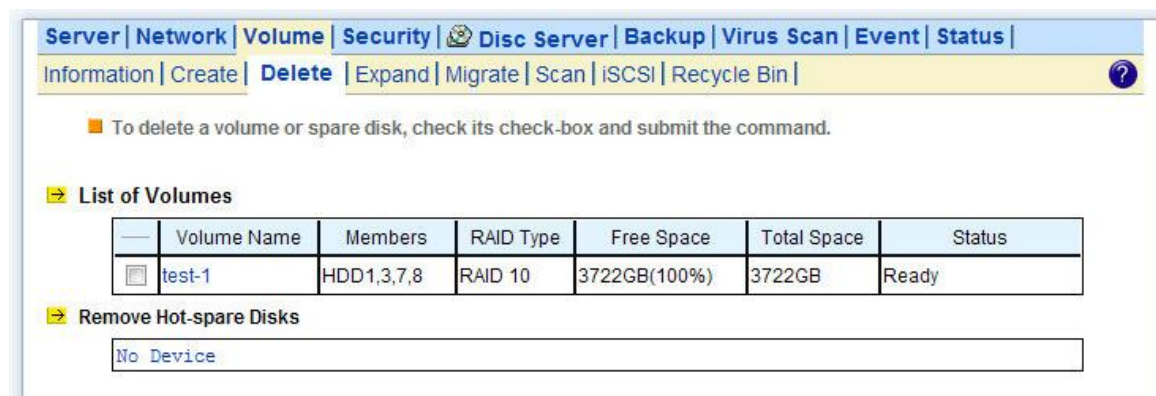 Server | Network | Volume | Security | Disc Server | Backup | Virus Scan | Event | Status |
Information | Create | Delete | Expand | Migrate | Scan | iSCSI | Recycle Bin | ?
To delete a volume or spare disk, check its check-box and submit the command.
List of Volumes
Volume Name Members RAID Type Free Space Total Space Status
test-1 HDD1,3,7,8 RAID 10 3722GB(100%) 3722GB Ready
Remove Hot-spare Disks
No Device